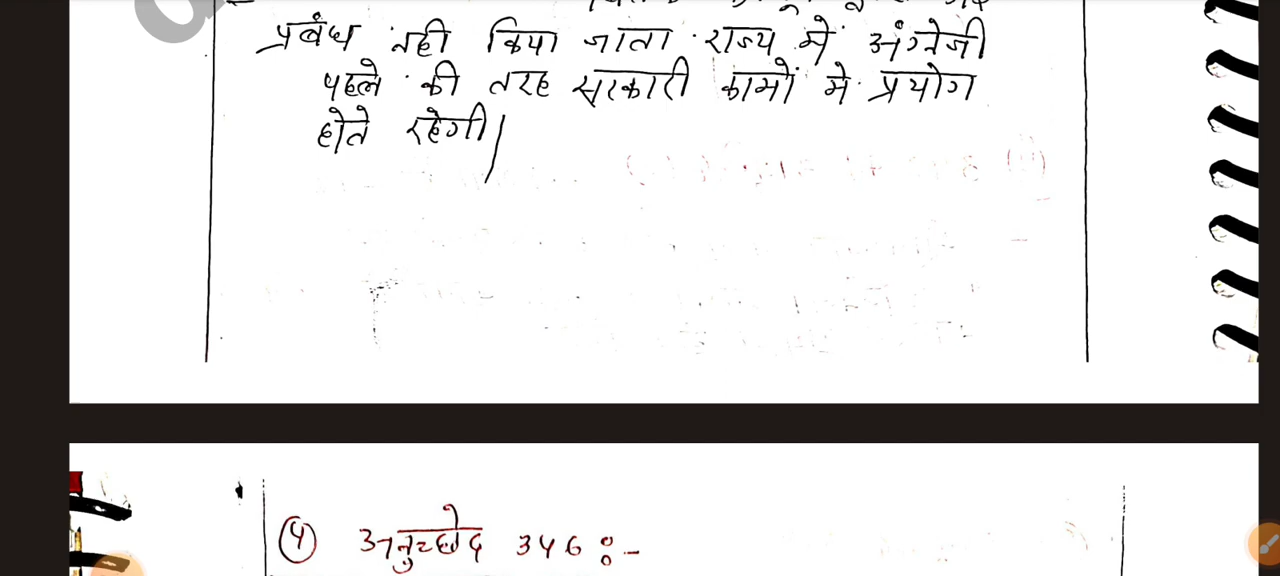 प्रबंध नही किया जाता राज्य में अंग्रेजी
पहले की तरह सरकारी कामों मे प्रयोग
होते रहेगी।
(4) अनुच्छेद 346 :-